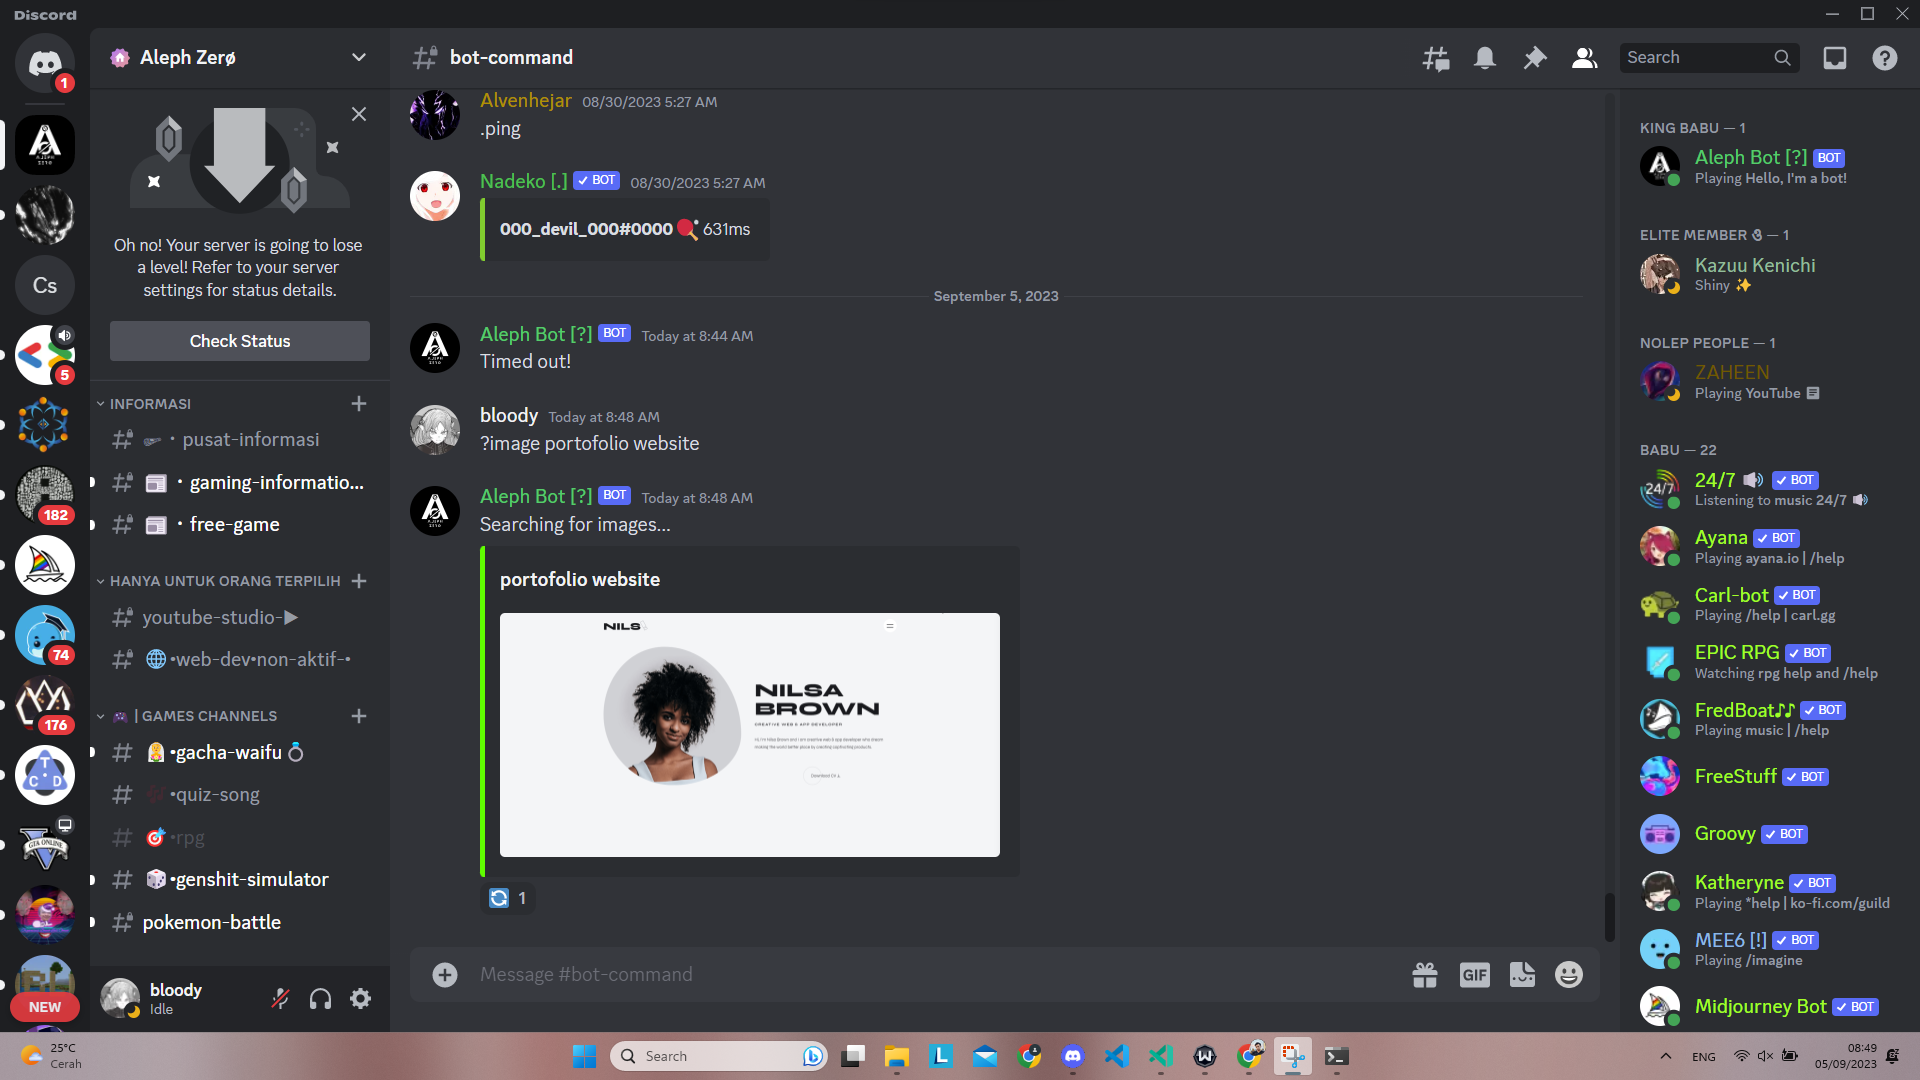 Discord
1
Aleph Zerø
bot-command
Search
Oh no! Your server is going to lose
a level! Refer to your server
settings for status details.
Check Status
INFORMASI
pusat-informasi
gaming-informatio...
free-game
HANYA UNTUK ORANG TERPILIH
youtube-studio-▶
•web-dev•non-aktif-•
| GAMES CHANNELS
•gacha-waifu
•quiz-song
•rpg
•genshit-simulator
pokemon-battle
Cs
5
182
74
176
TCD
GTA ONLINE
NEW
bloody
Idle
Alvenhejar 08/30/2023 5:27 AM
.ping
Nadeko [.] ✓ BOT 08/30/2023 5:27 AM
000_devil_000#0000 🏓 631ms
September 5, 2023
Aleph Bot [?] BOT Today at 8:44 AM
Timed out!
bloody Today at 8:48 AM
?image portofolio website
Aleph Bot [?] BOT Today at 8:48 AM
Searching for images...
portofolio website
NILS
NILSA
BROWN
CREATIVE WEB & APP DEVELOPER
Download CV
1
Message #bot-command
GIF
KING BABU — 1
Aleph Bot [?] BOT
Playing Hello, I'm a bot!
ELITE MEMBER — 1
Kazuu Kenichi
Shiny ✨
NOLEP PEOPLE — 1
ZAHEEN
Playing YouTube
BABU — 22
24/7 🔊 ✓ BOT
Listening to music 24/7 🔊
Ayana ✓ BOT
Playing ayana.io | /help
Carl-bot ✓ BOT
Playing /help | carl.gg
EPIC RPG ✓ BOT
Watching rpg help and /help
FredBoat♪♪ ✓ BOT
Playing music | /help
FreeStuff ✓ BOT
Groovy ✓ BOT
Katheryne ✓ BOT
Playing *help | ko-fi.com/guild
MEE6 [!] ✓ BOT
Playing /imagine
Midjourney Bot ✓ BOT
25°C
Cerah
Search
ENG
08:49
05/09/2023